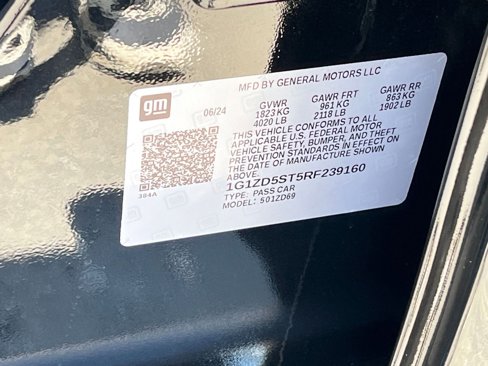 MFD BY GENERAL MOTORS LLC
gm
06/24
GVWR GAWR FRT GAWR RR
1823 KG 961 KG 863 KG
4020 LB 2118 LB 1902 LB
THIS VEHICLE CONFORMS TO ALL
APPLICABLE U.S. FEDERAL MOTOR
VEHICLE SAFETY, BUMPER, AND THEFT
PREVENTION STANDARDS IN EFFECT ON
THE DATE OF MANUFACTURE SHOWN
ABOVE.
1G1ZD5ST5RF239160
TYPE: PASS CAR
MODEL: 501ZD69
384A